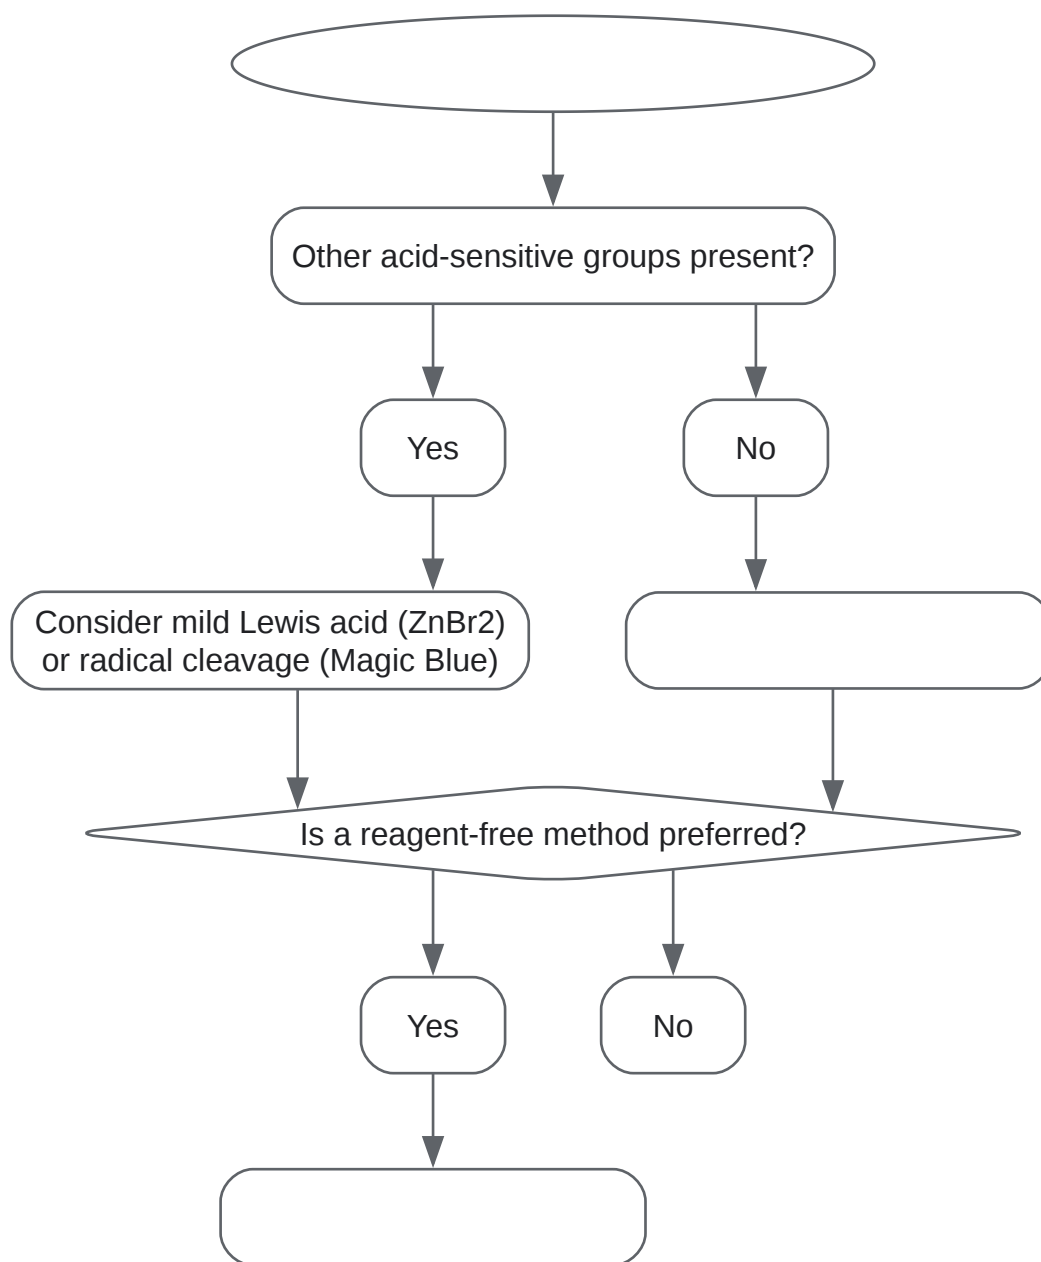 Other acid-sensitive groups present?
Yes
No
Consider mild Lewis acid (ZnBr2)
or radical cleavage (Magic Blue)
Is a reagent-free method preferred?
Yes
No